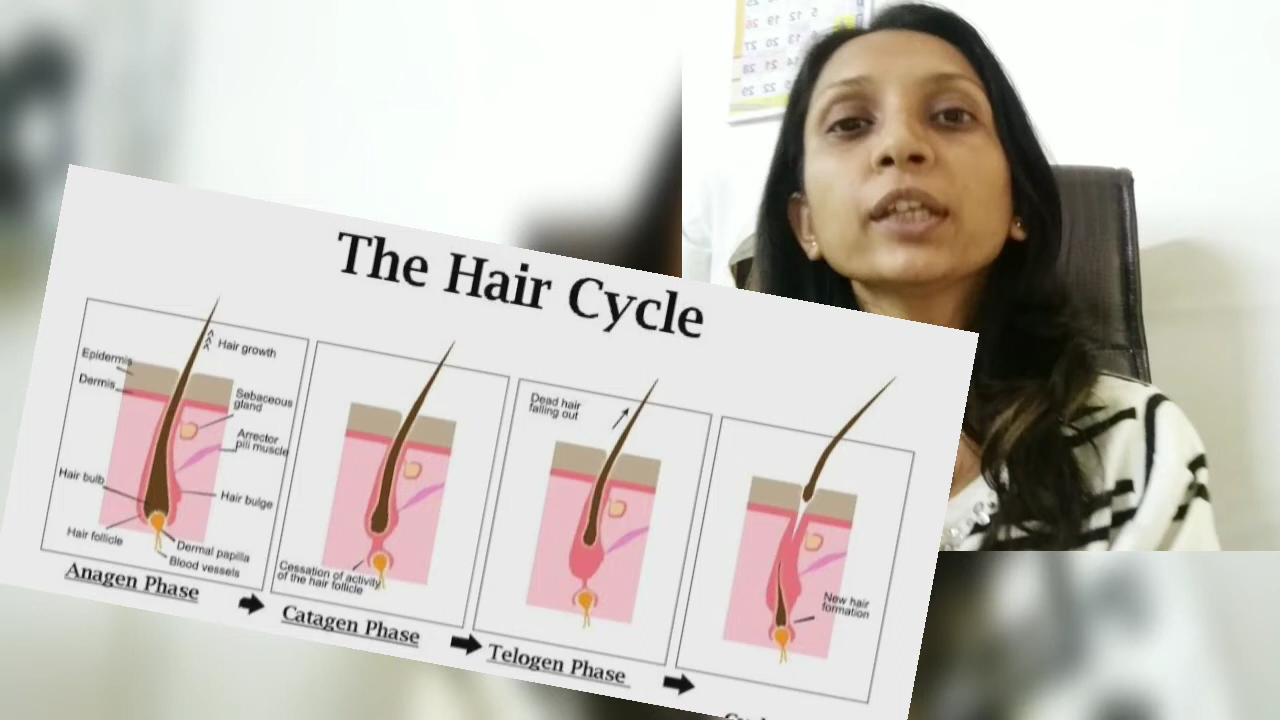 The Hair Cycle
Hair growth
Epidermis
Dermis
Sebaceous
gland
Arrector
pili muscle
Hair bulb
Hair bulge
Hair follicle
Dermal papilla
Blood vessels
Anagen Phase
Cessation of activity
of the hair follicle
Catagen Phase
Dead hair
falling out
Telogen Phase
New hair
formation